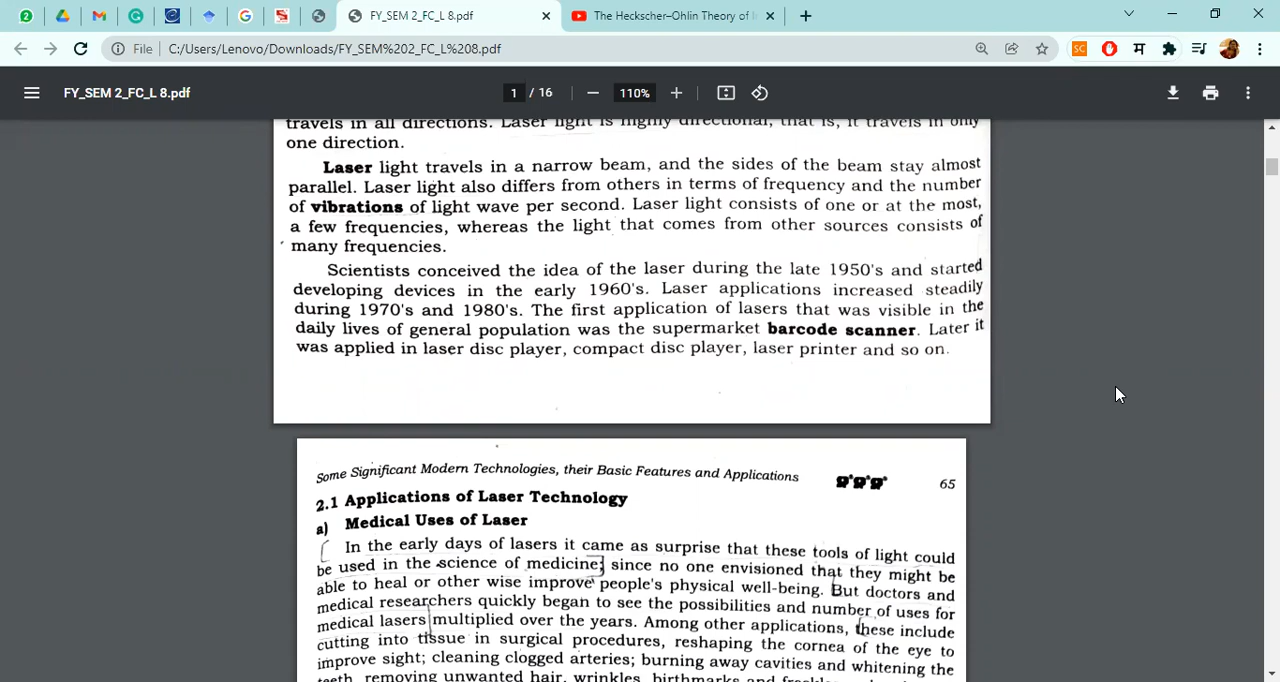 FY_SEM 2_FC_L 8.pdf
The Heckscher–Ohlin Theory of
File
C:/Users/Lenovo/Downloads/FY_SEM%202_FC_L%208.pdf
SC
म
FY_SEM 2_FC_L 8.pdf
1 / 16
110%
travels in all directions. Laser light is highly directional, that is, it travels in only
one direction.
Laser light travels in a narrow beam, and the sides of the beam stay almost
parallel. Laser light also differs from others in terms of frequency and the number
of vibrations of light wave per second. Laser light consists of one or at the most,
a few frequencies, whereas the light that comes from other sources consists of
many frequencies.
Scientists conceived the idea of the laser during the late 1950's and started
developing devices in the early 1960's. Laser applications increased steadily
during 1970's and 1980's. The first application of lasers that was visible in the
daily lives of general population was the supermarket barcode scanner. Later it
was applied in laser disc player, compact disc player, laser printer and so on.
Some Significant Modern Technologies, their Basic Features and Applications
65
2.1 Applications of Laser Technology
a) Medical Uses of Laser
In the early days of lasers it came as surprise that these tools of light could
be used in the science of medicine; since no one envisioned that they might be
able to heal or other wise improve people's physical well-being. But doctors and
medical researchers quickly began to see the possibilities and number of uses for
medical lasers multiplied over the years. Among other applications, these include
cutting into tissue in surgical procedures, reshaping the cornea of the eye to
improve sight; cleaning clogged arteries; burning away cavities and whitening the
teeth, removing unwanted hair, wrinkles, birthmarks and freckles